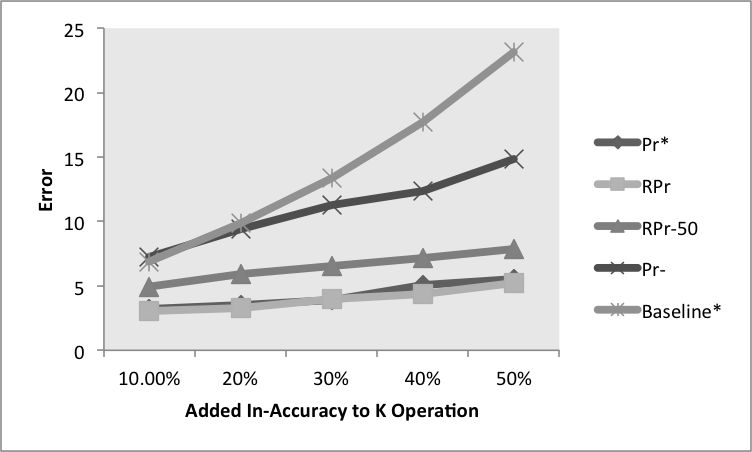 25
20
15
10
5
0
Error
10.00% 20% 30% 40% 50%
Added In-Accuracy to K Operation
Pr*
RPr
RPr-50
Pr-
Baseline*